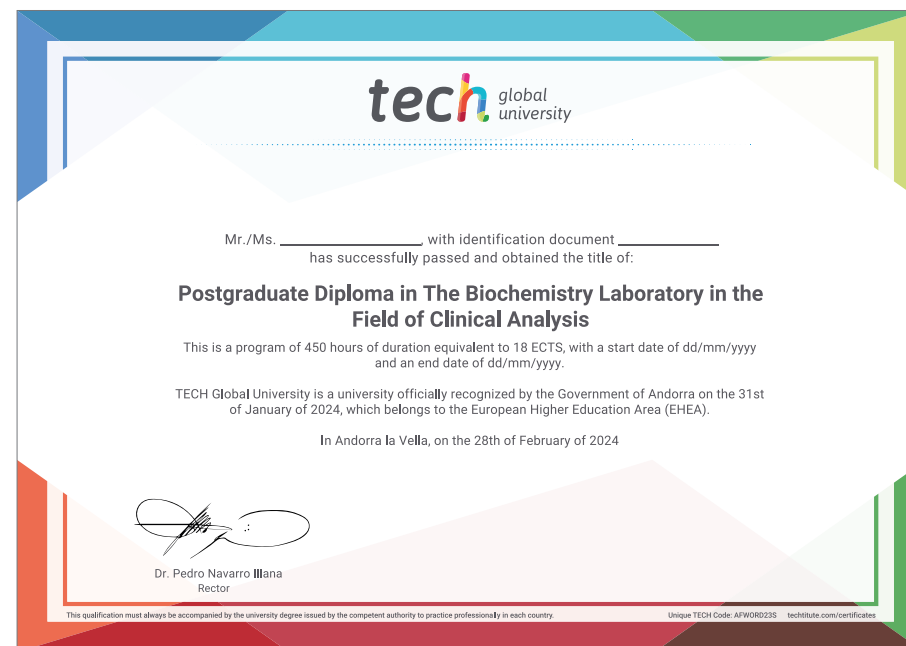 tech global university
Mr./Ms. ____________, with identification document ____________
has successfully passed and obtained the title of:
Postgraduate Diploma in The Biochemistry Laboratory in the
Field of Clinical Analysis
This is a program of 450 hours of duration equivalent to 18 ECTS, with a start date of dd/mm/yyyy
and an end date of dd/mm/yyyy.
TECH Global University is a university officially recognized by the Government of Andorra on the 31st
of January of 2024, which belongs to the European Higher Education Area (EHEA).
In Andorra la Vella, on the 28th of February of 2024
Dr. Pedro Navarro Illana
Rector
This qualification must always be accompanied by the university degree issued by the competent authority to practice professionally in each country.
Unique TECH Code: AFWORD23S techtitute.com/certificates